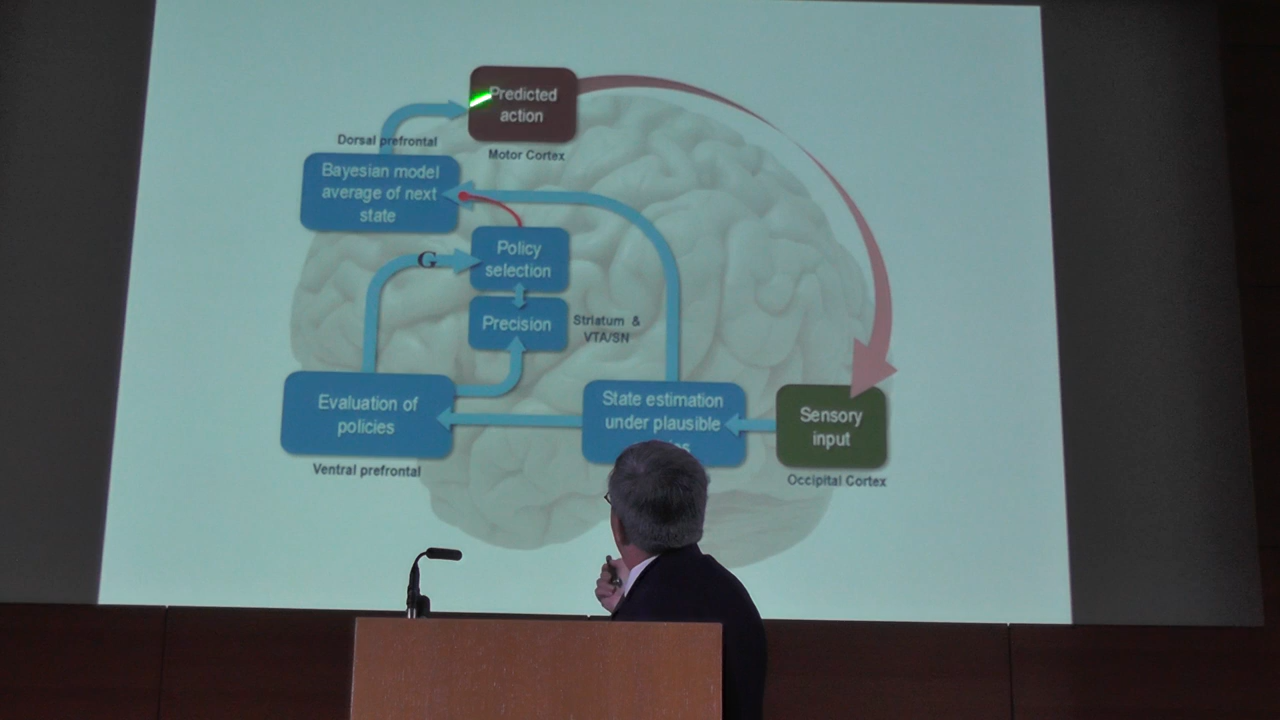 Predicted
action
Motor Cortex
Dorsal prefrontal
Bayesian model
average of next
state
Policy
selection
G
Precision
Striatum &
VTA/SN
Evaluation of
policies
Ventral prefrontal
State estimation
under plausible
Sensory
input
Occipital Cortex